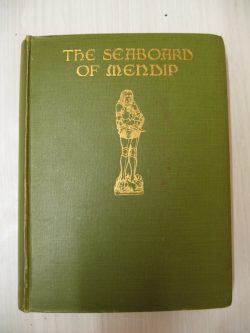 THE SEABOARD
OF MENDIP